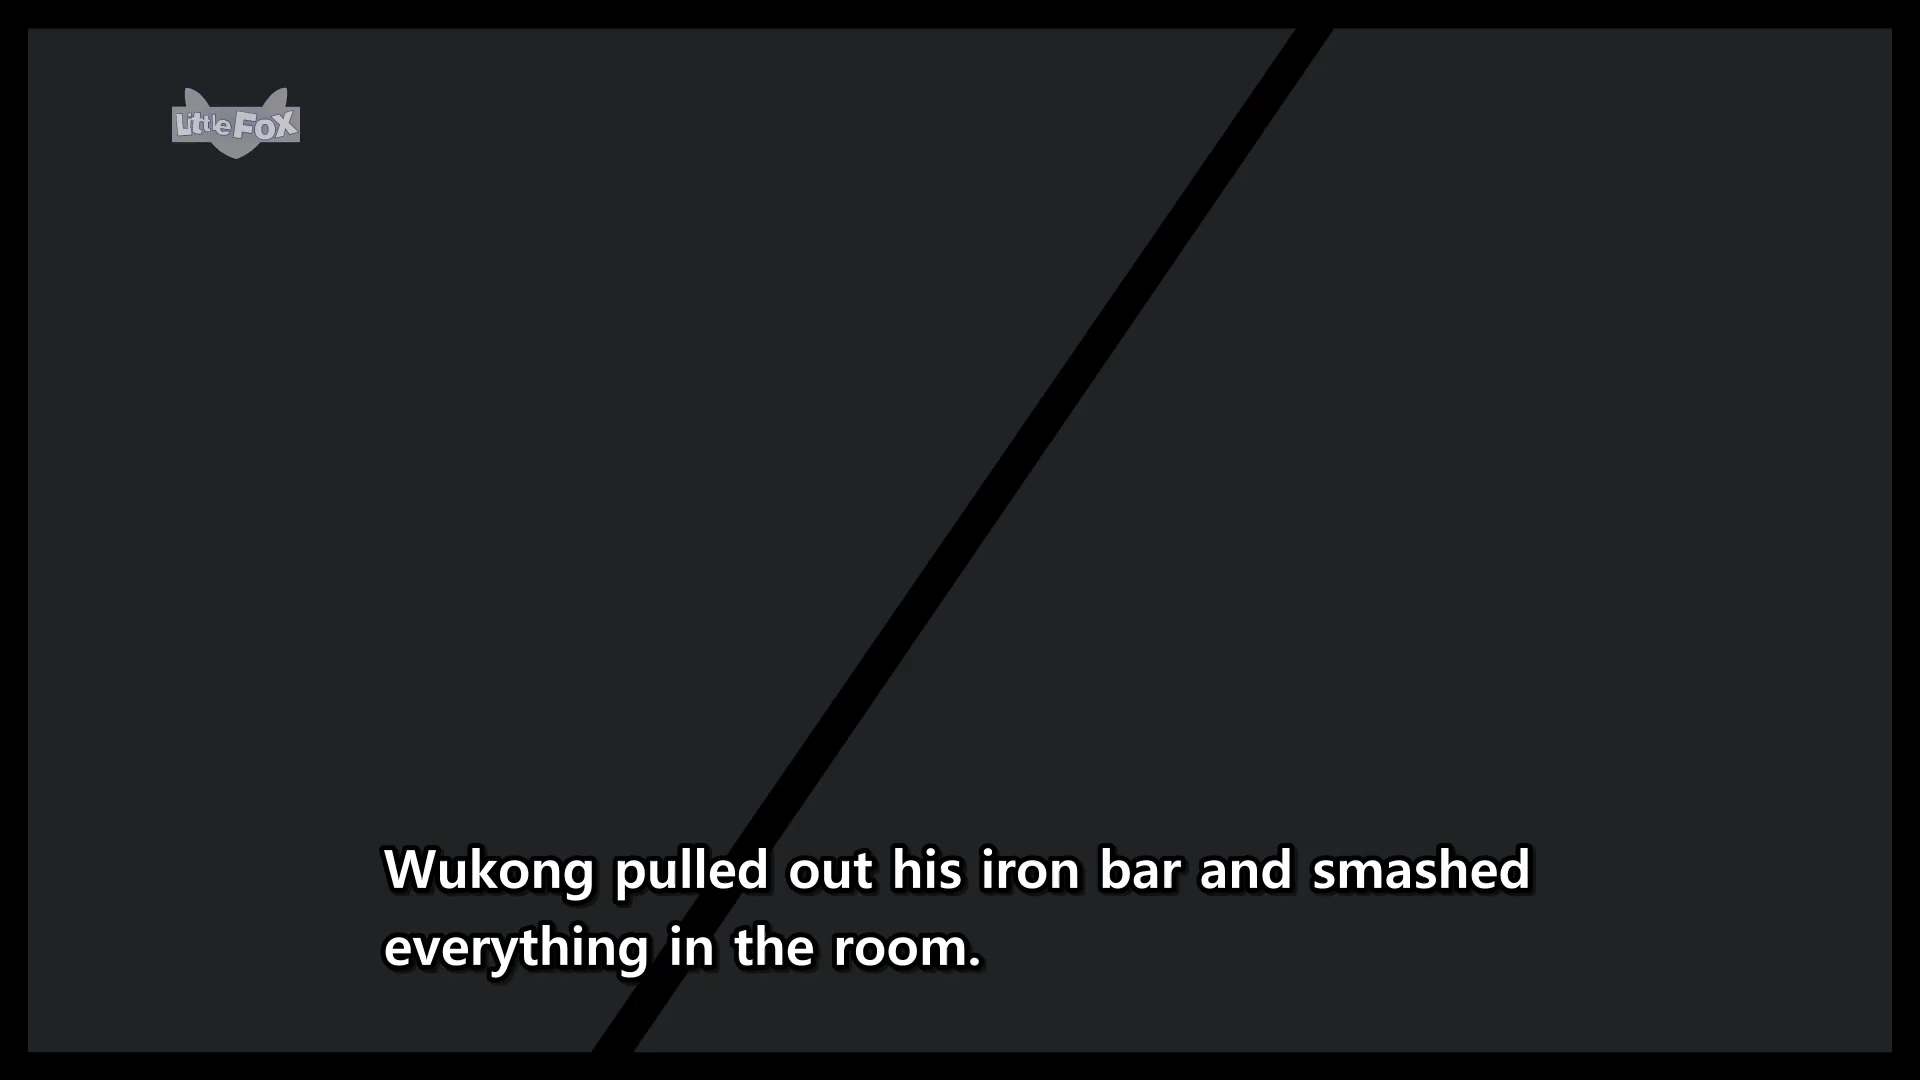 Little Fox
Wukong pulled out his iron bar and smashed
everything in the room.